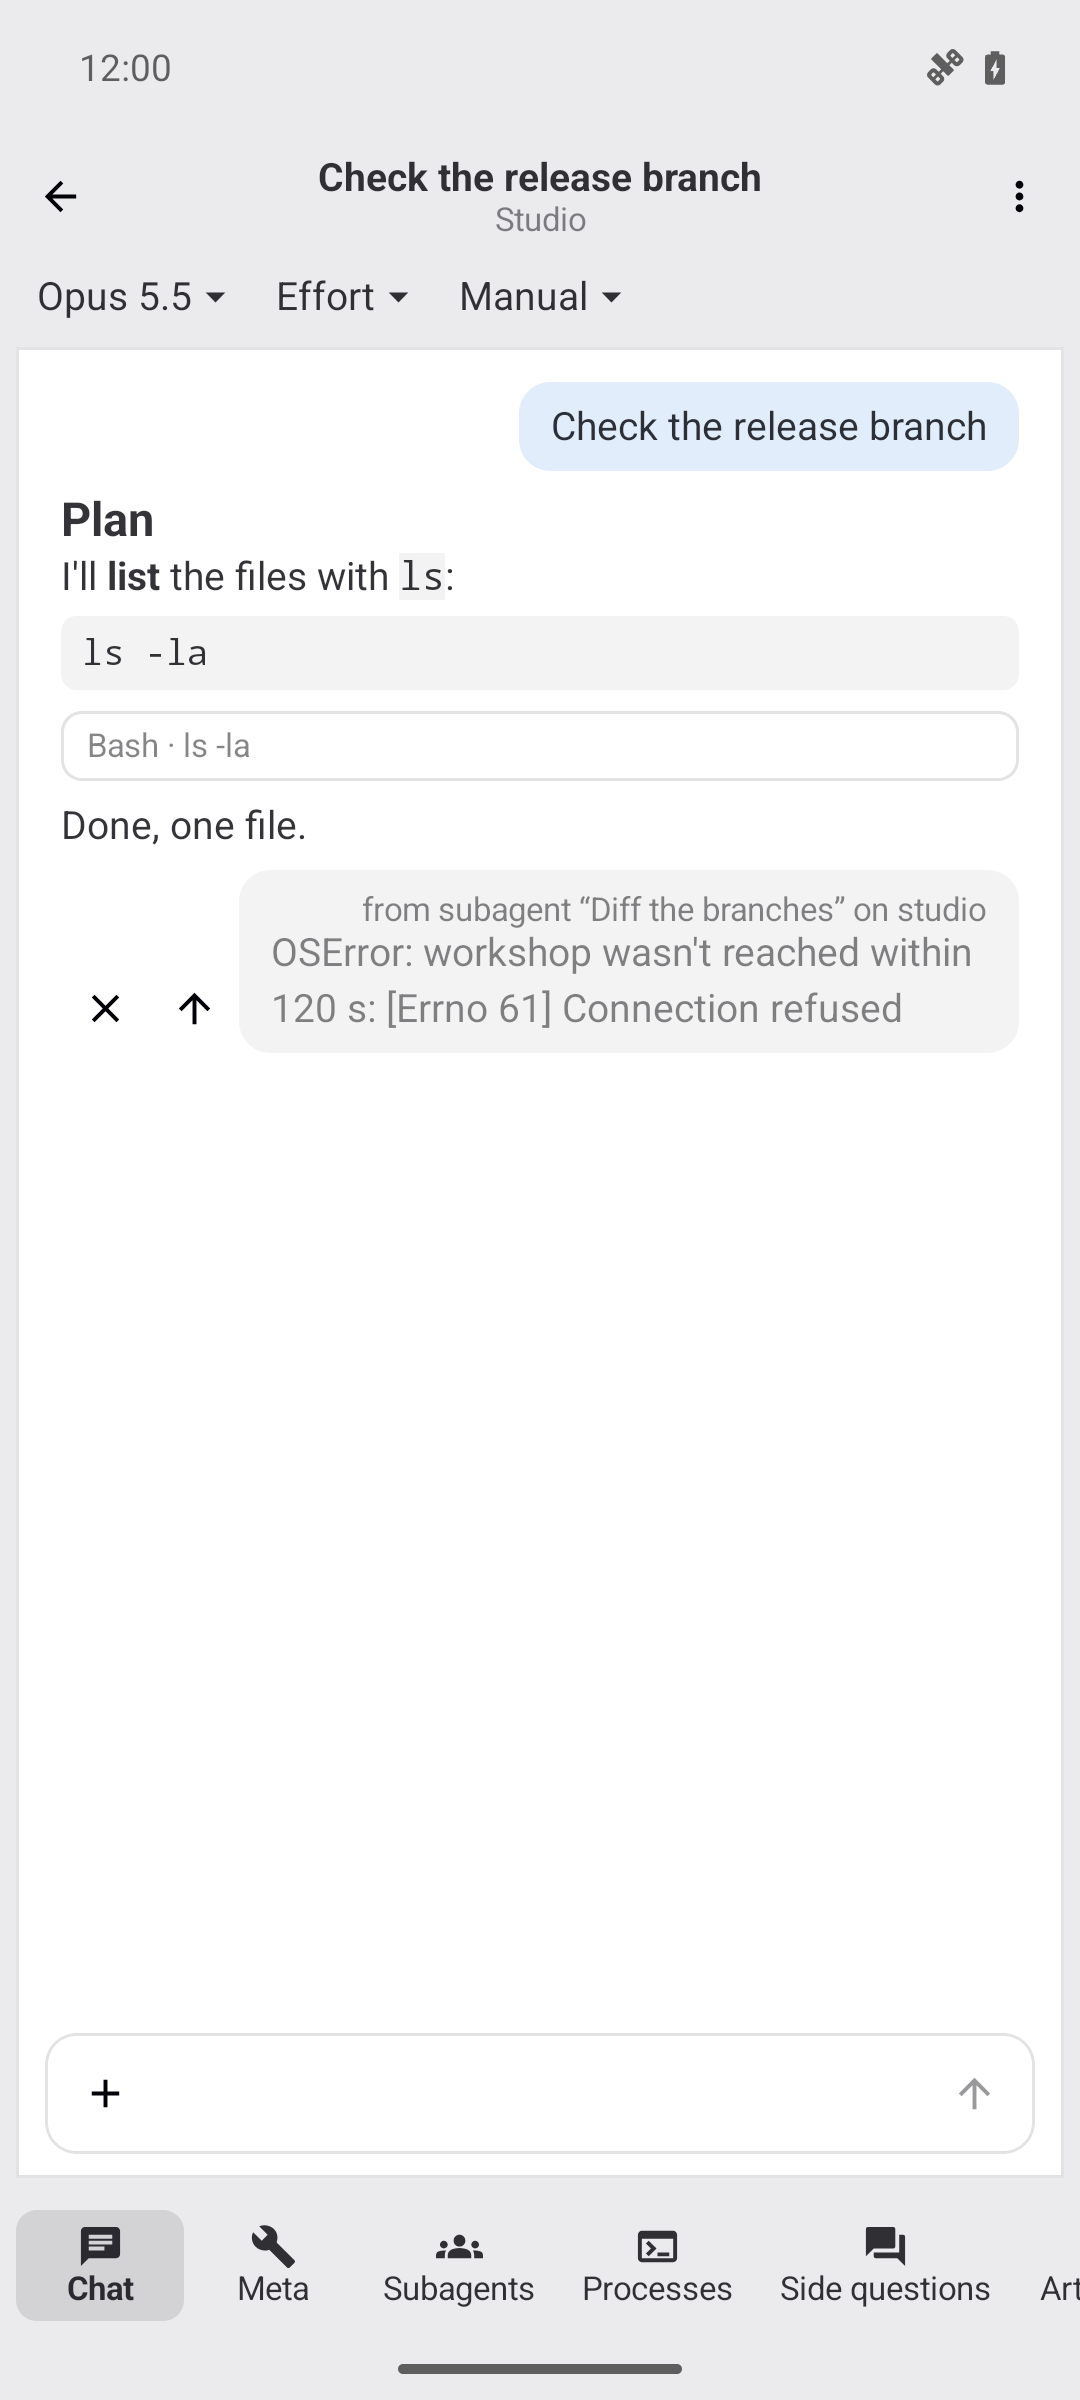 12:00
Check the release branch
Studio
Opus 5.5
Effort
Manual
Check the release branch
Plan
I'll list the files with ls:
ls -la
Bash · ls -la
Done, one file.
from subagent “Diff the branches” on studio
OSError: workshop wasn't reached within
120 s: [Errno 61] Connection refused
Chat
Meta
Subagents
Processes
Side questions
Art